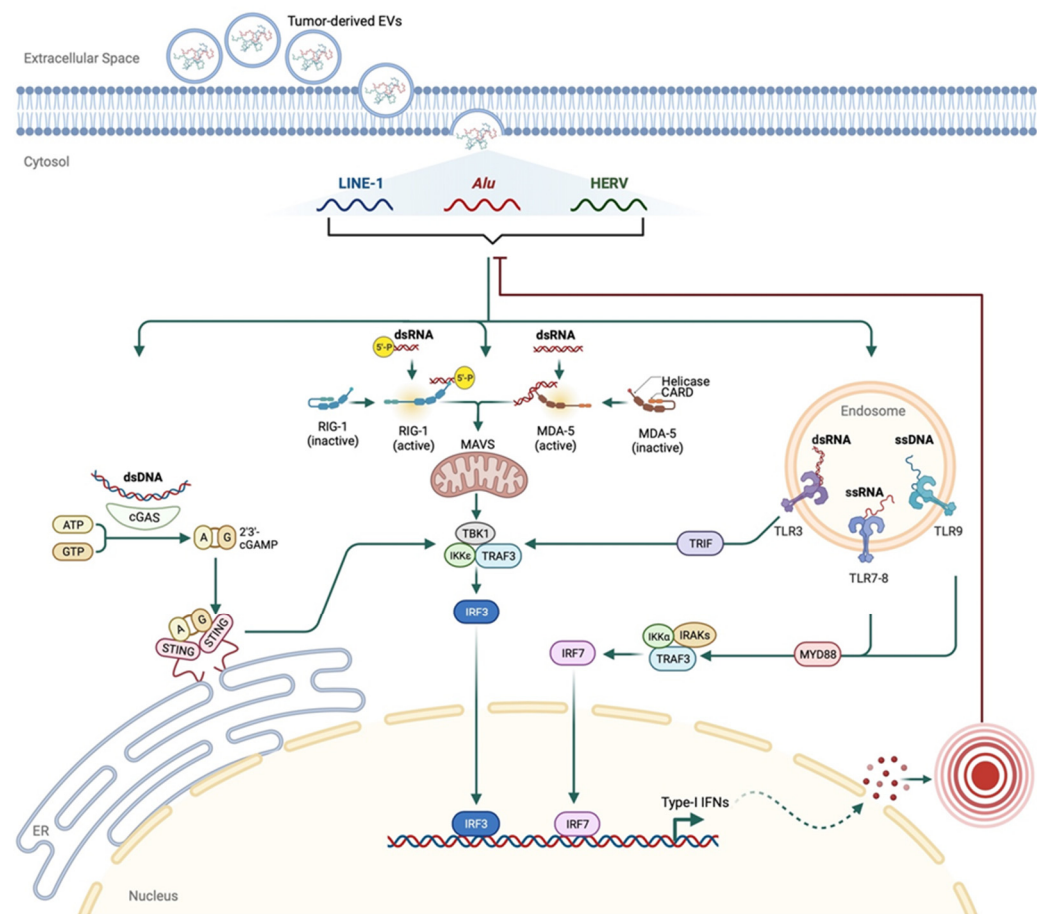 Tumor-derived EVs
Extracellular Space
Cytosol
LINE-1
Alu
HERV
dsRNA
5'-P
dsRNA
5'-P
Helicase
CARD
RIG-1
(inactive)
RIG-1
(active)
MAVS
MDA-5
(active)
MDA-5
(inactive)
Endosome
dsRNA
ssDNA
ssRNA
TLR3
TLR9
TLR7-8
dsDNA
cGAS
ATP
GTP
A G
2'3'-
cGAMP
TBK1
IKKε
TRAF3
TRIF
IRF3
A G
STING
STING
IRF7
IKKα
IRAKs
TRAF3
MYD88
Type-I IFNs
IRF3
IRF7
ER
Nucleus